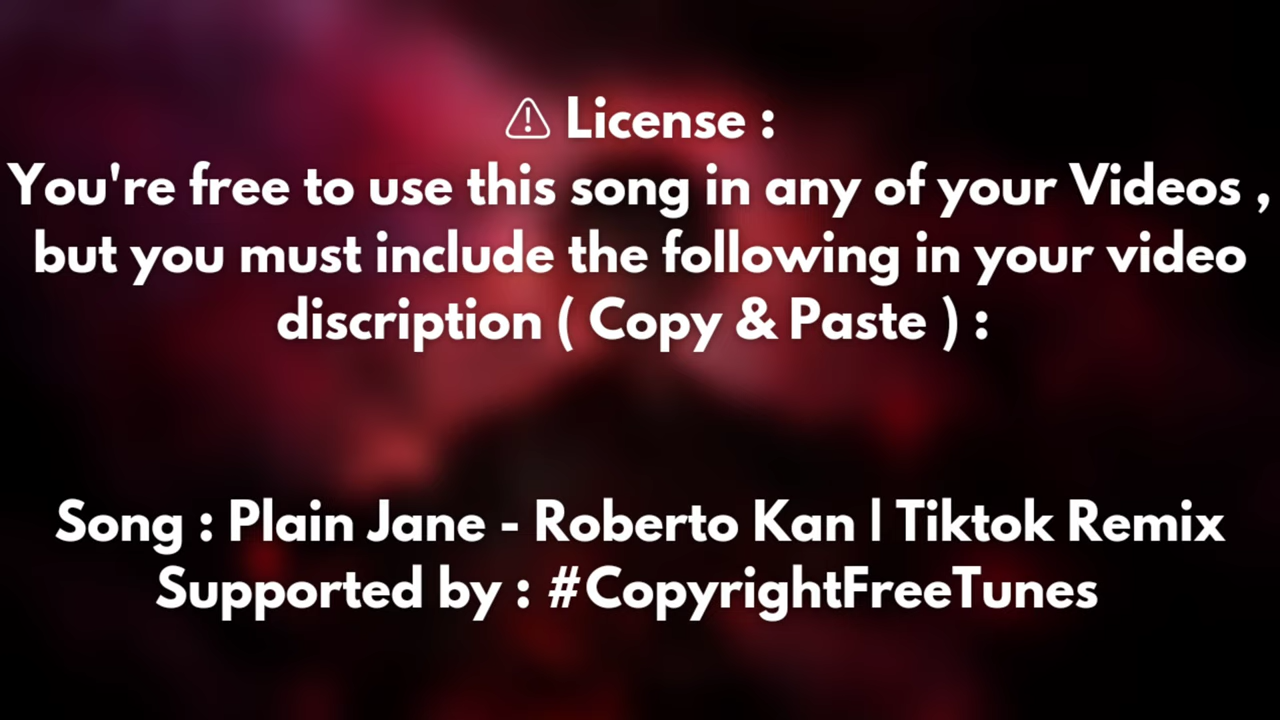 ⚠ License :
You're free to use this song in any of your Videos ,
but you must include the following in your video
discription ( Copy & Paste ) :
Song : Plain Jane - Roberto Kan | Tiktok Remix
Supported by : #CopyrightFreeTunes